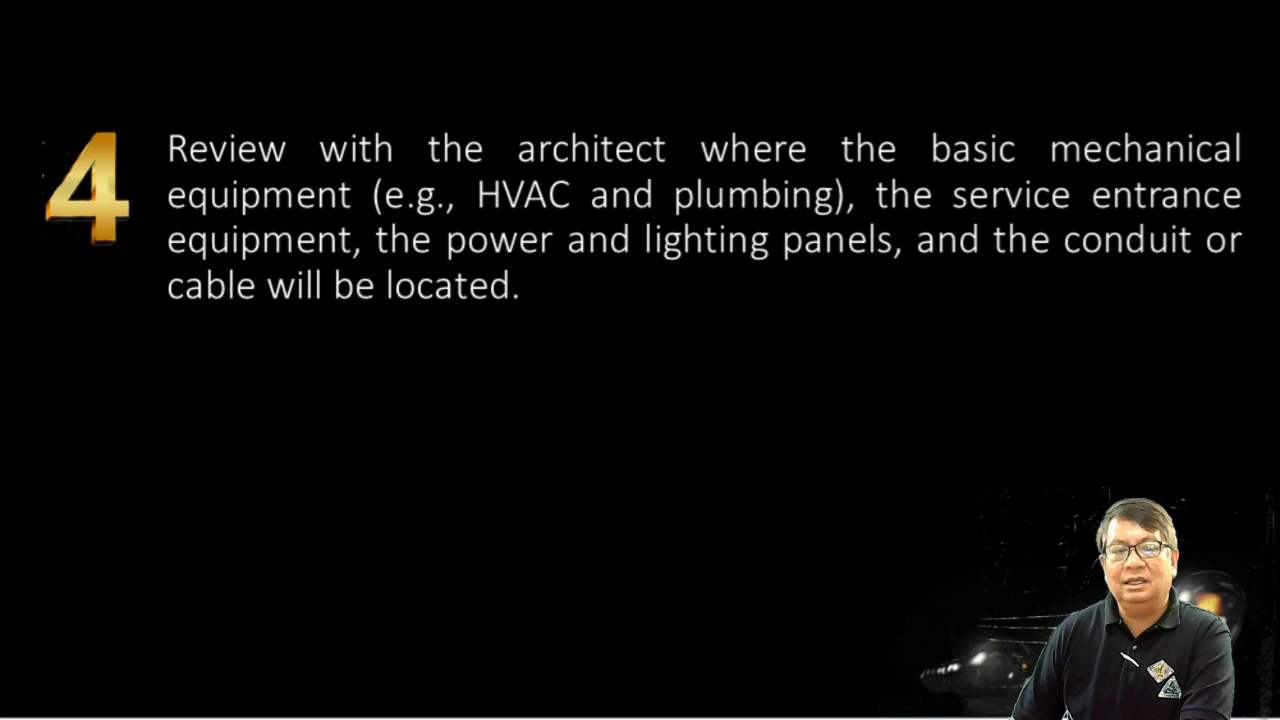 4
Review with the architect where the basic mechanical
equipment (e.g., HVAC and plumbing), the service entrance
equipment, the power and lighting panels, and the conduit or
cable will be located.